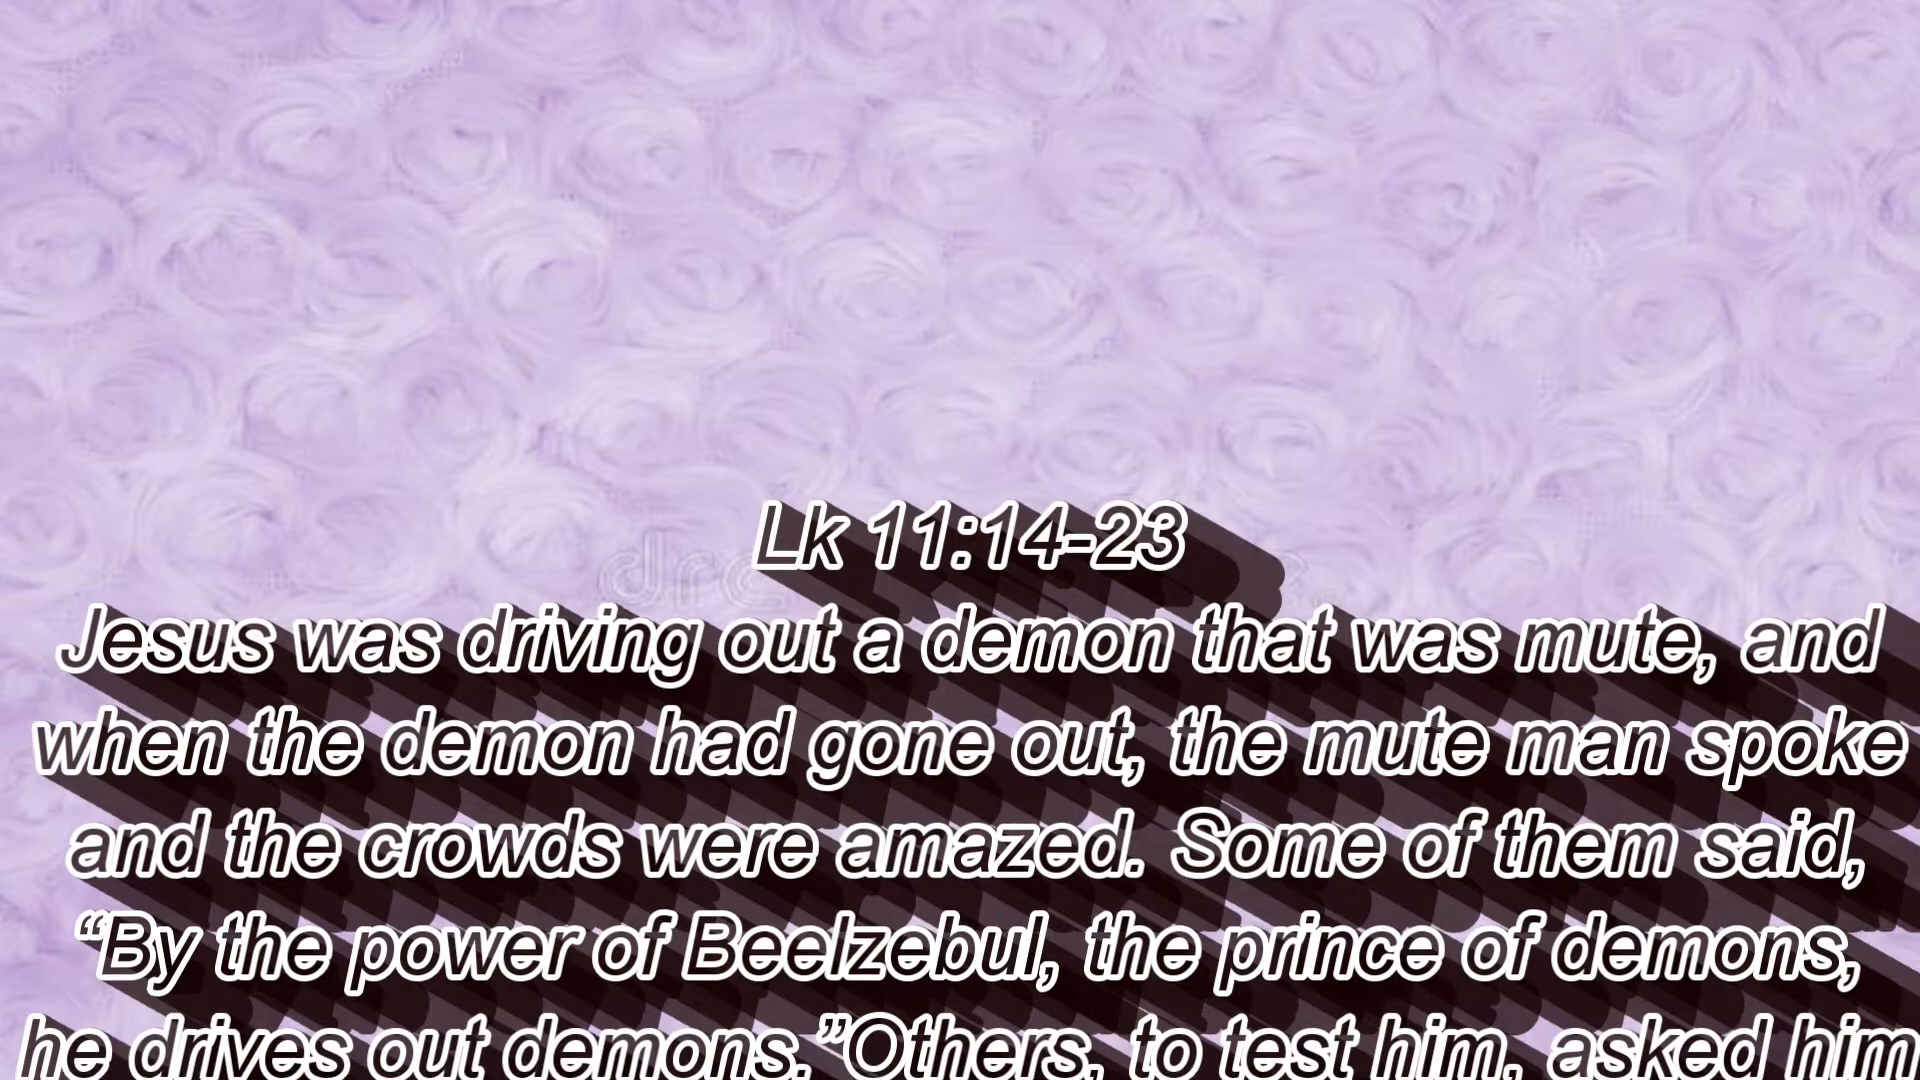 Lk 11:14-23
Jesus was driving out a demon that was mute, and
when the demon had gone out, the mute man spoke
and the crowds were amazed. Some of them said,
“By the power of Beelzebul, the prince of demons,
he drives out demons.”Others, to test him, asked him